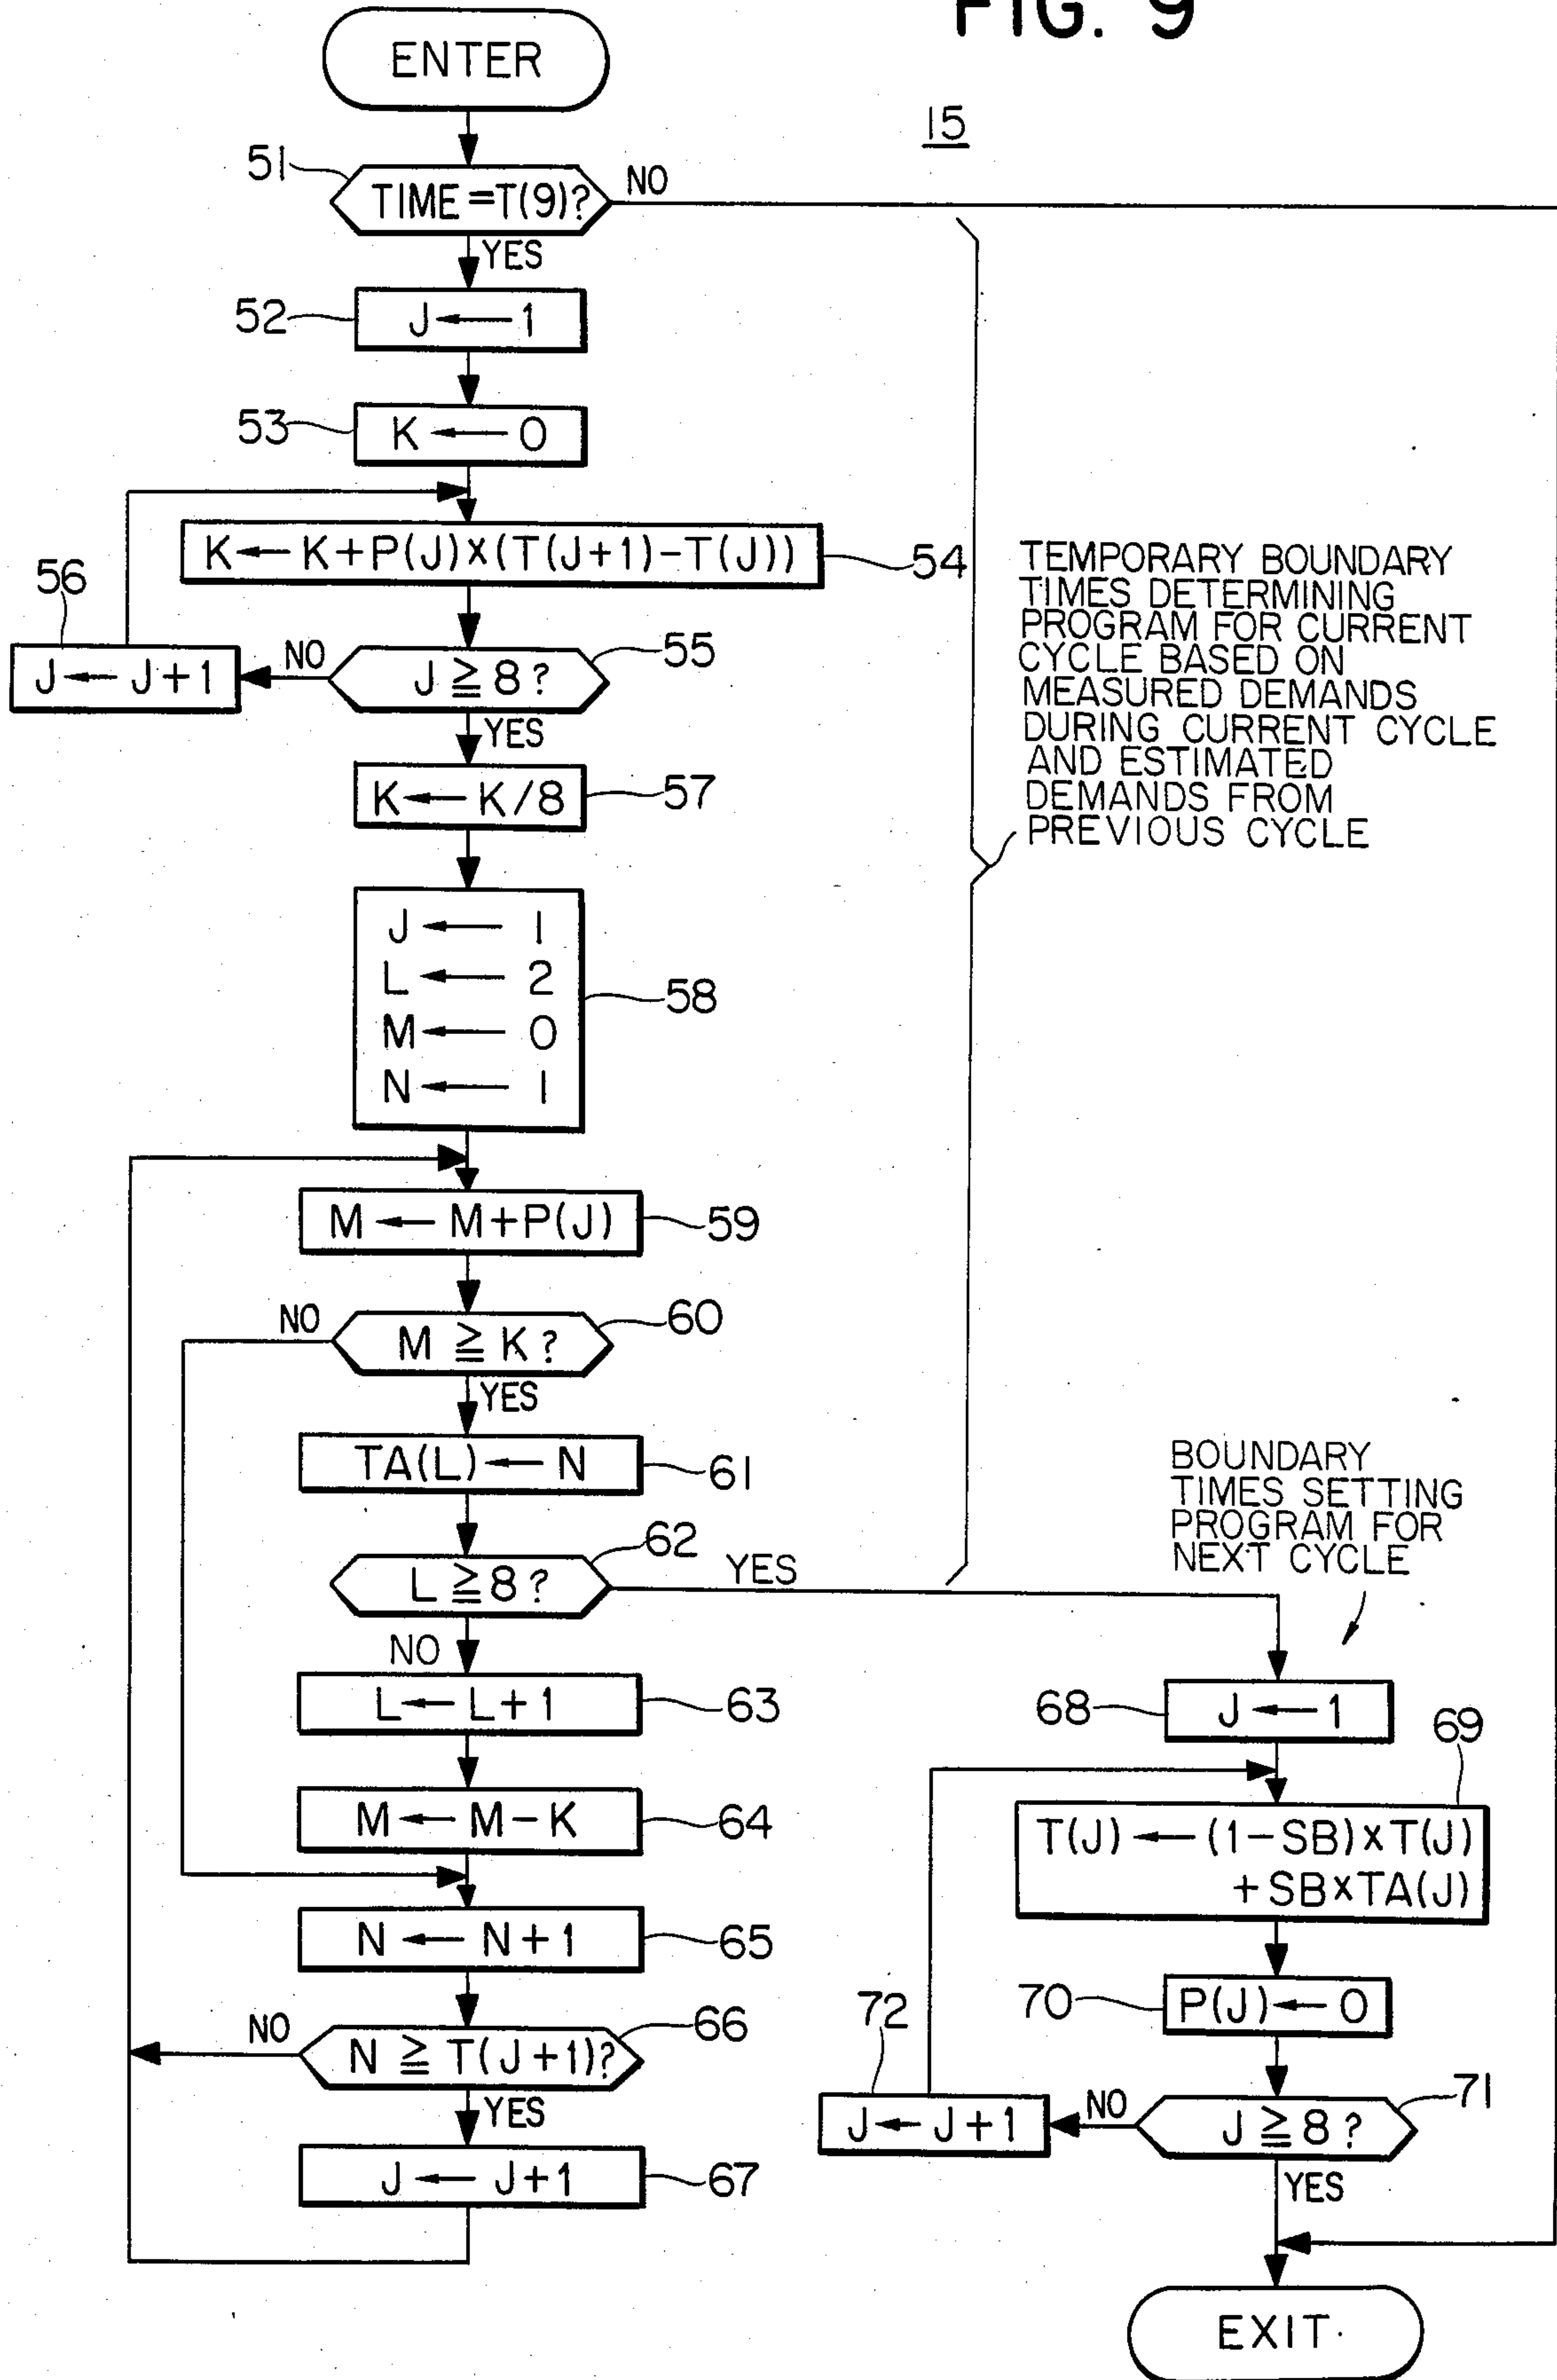 FIG. 9
15
ENTER
51
TIME=T(9)?
NO
YES
52
J ← 1
53
K ← 0
K ← K+P(J)x(T(J+1)-T(J))
54
56
J ← J+1
NO
J ≧ 8?
55
YES
K ← K/8
57
J ← 1
L ← 2
M ← 0
N ← 1
58
M ← M+P(J)
59
NO
M ≧ K?
60
YES
TA(L) ← N
61
L ≧ 8?
62
YES
NO
L ← L+1
63
M ← M-K
64
N ← N+1
65
NO
N ≧ T(J+1)?
66
YES
J ← J+1
67
TEMPORARY BOUNDARY
TIMES DETERMINING
PROGRAM FOR CURRENT
CYCLE BASED ON
MEASURED DEMANDS
DURING CURRENT CYCLE
AND ESTIMATED
DEMANDS FROM
PREVIOUS CYCLE
BOUNDARY
TIMES SETTING
PROGRAM FOR
NEXT CYCLE
68
J ← 1
69
T(J) ← (1-SB)xT(J)
+SBxTA(J)
70
P(J) ← 0
72
J ← J+1
NO
J ≧ 8?
71
YES
EXIT